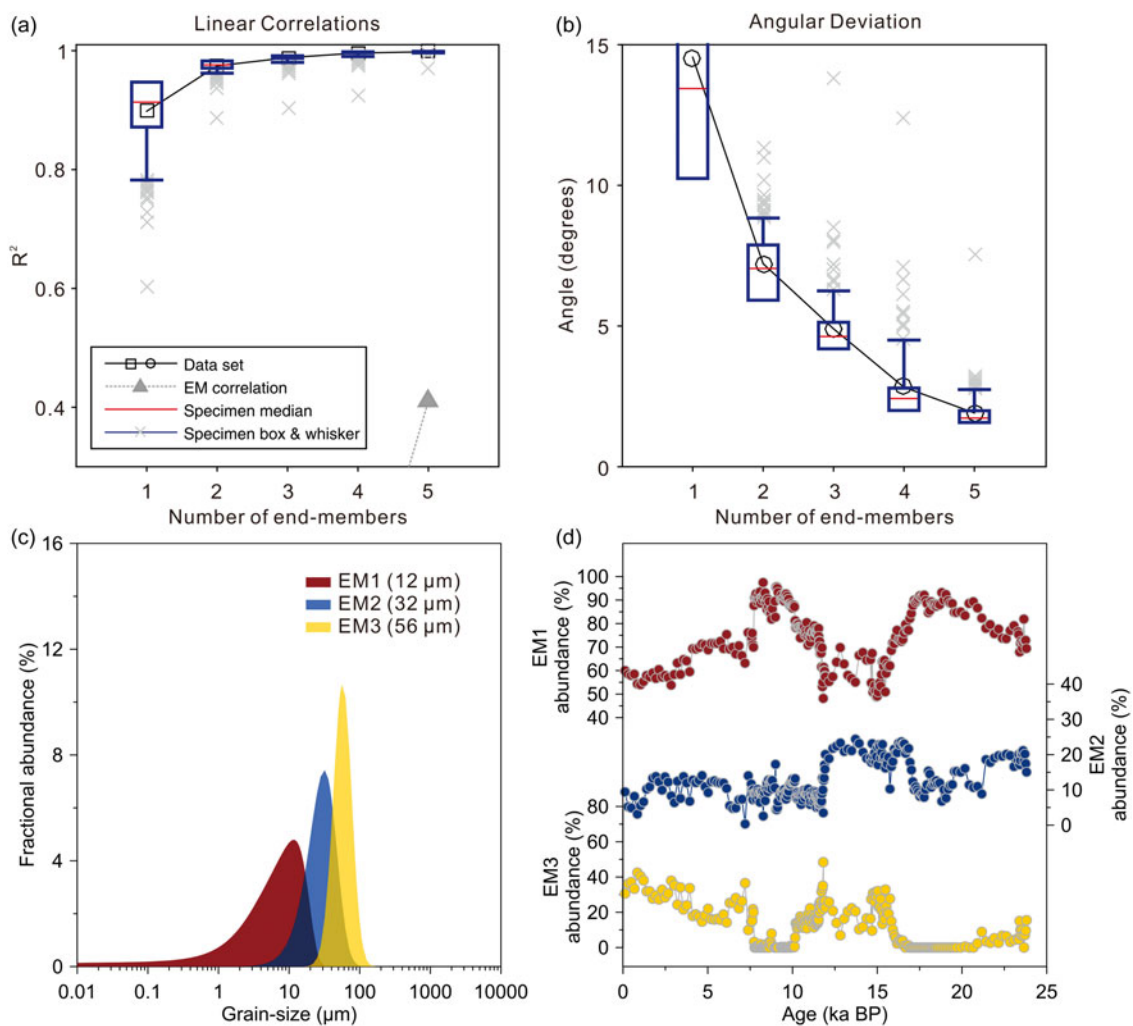 (a)
Linear Correlations
1
0.8
0.6
0.4
R²
Data set
EM correlation
Specimen median
Specimen box & whisker
1 2 3 4 5
Number of end-members
(b)
Angular Deviation
15
10
5
0
Angle (degrees)
1 2 3 4 5
Number of end-members
(c)
16
12
8
4
0
Fractional abundance (%)
EM1 (12 μm)
EM2 (32 μm)
EM3 (56 μm)
0.01 0.1 1 10 100 1000 10000
Grain-size (μm)
(d)
100
90
80
70
60
50
40
EM1
abundance (%)
40
30
20
10
0
EM2
abundance (%)
80
60
40
20
0
EM3
abundance (%)
0 5 10 15 20 25
Age (ka BP)